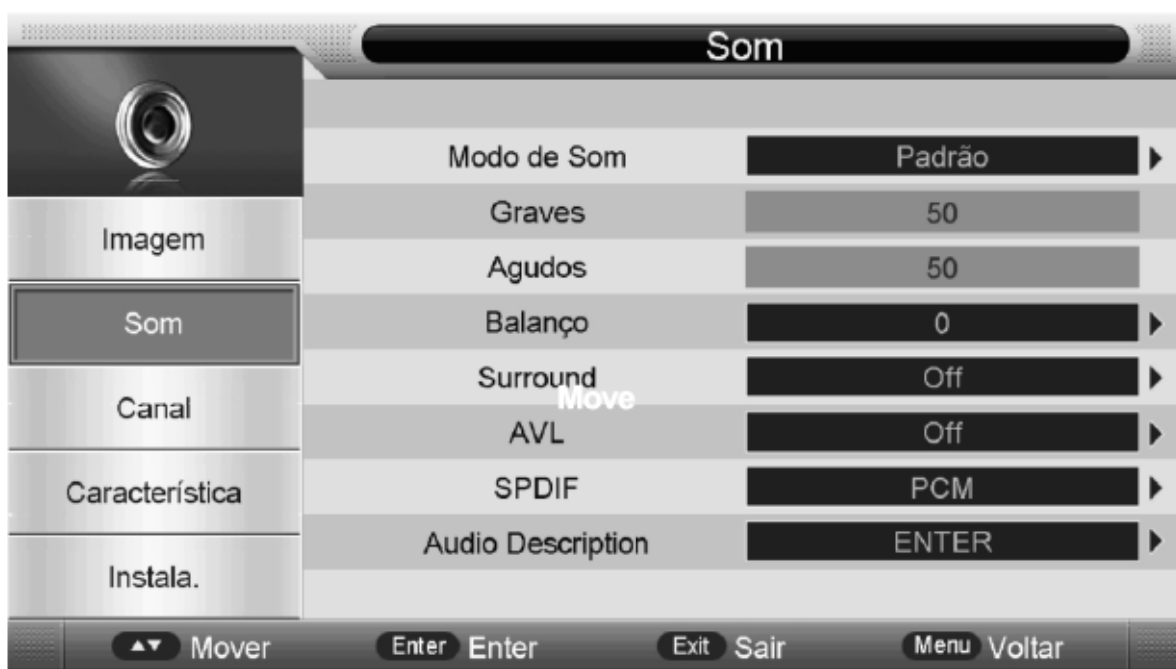 Som
Imagem
Som
Canal
Característica
Instala.
Modo de Som Padrão
Graves 50
Agudos 50
Balanço 0
Surround Off
Move
AVL Off
SPDIF PCM
Audio Description ENTER
Mover Enter Enter Exit Sair Menu Voltar